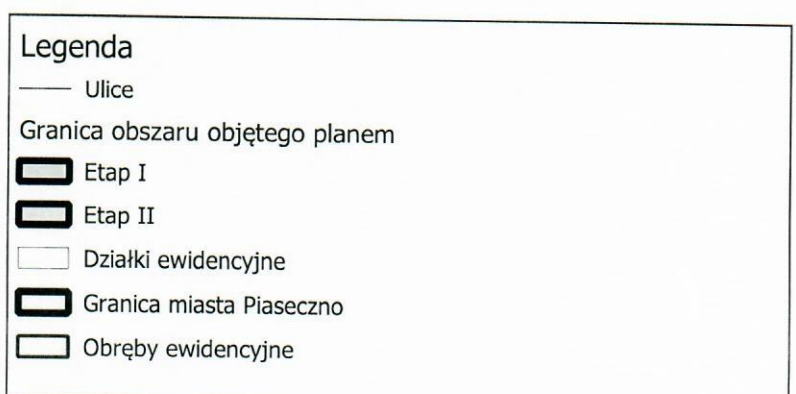 Legenda
Ulice
Granica obszaru objętego planem
Etap I
Etap II
Działki ewidencyjne
Granica miasta Piaseczno
Obręby ewidencyjne